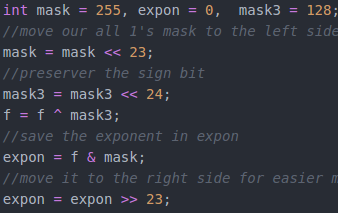 int mask = 255, expon = 0,  mask3 = 128;
//move our all 1's mask to the left side
mask = mask << 23;
//preserver the sign bit
mask3 = mask3 << 24;
f = f ^ mask3;
//save the exponent in expon
expon = f & mask;
//move it to the right side for easier m
expon = expon >> 23;